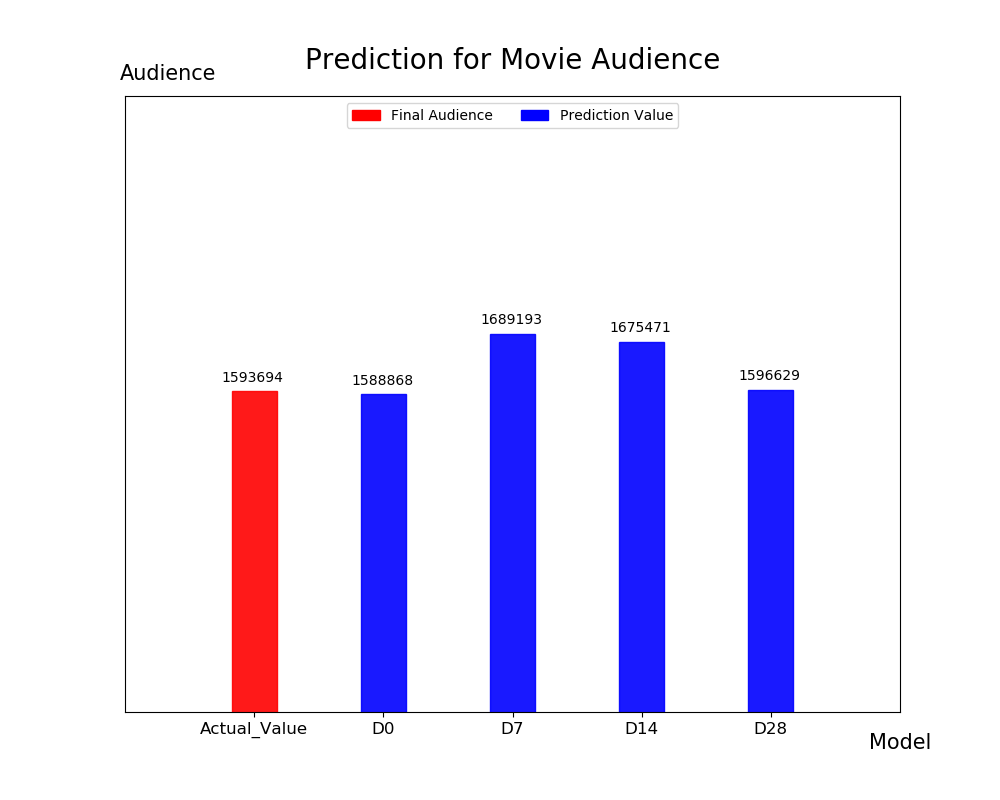 Prediction for Movie Audience
Audience
Final Audience
Prediction Value
1593694
1588868
1689193
1675471
1596629
Actual_Value
D0
D7
D14
D28
Model